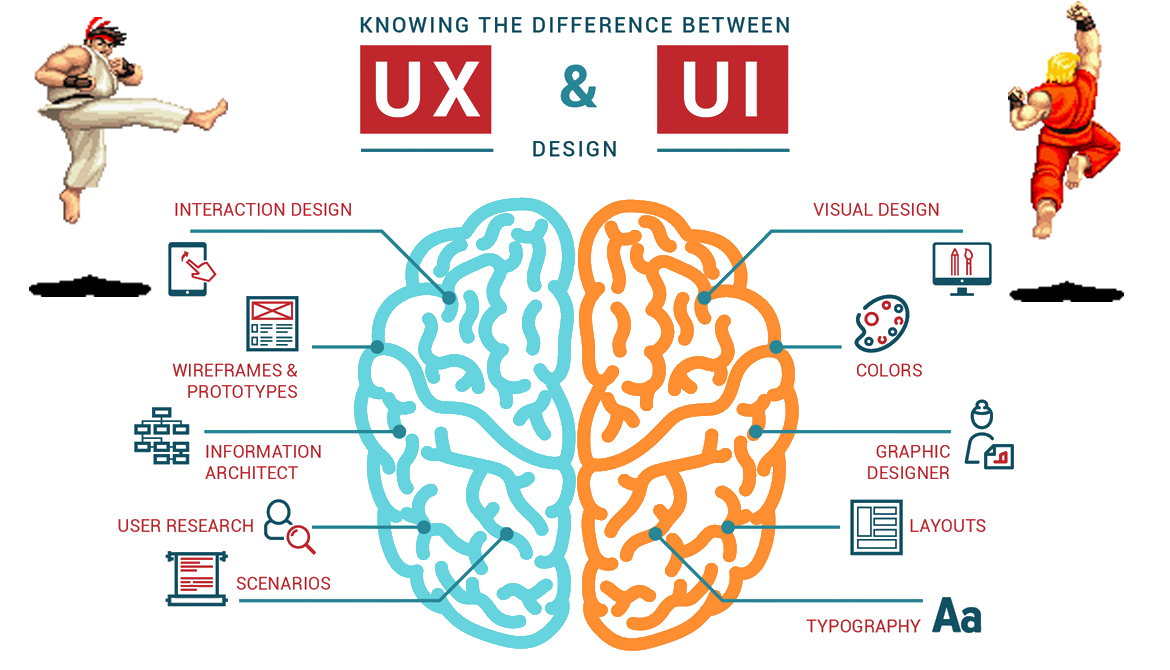 KNOWING THE DIFFERENCE BETWEEN
UX & UI
DESIGN
INTERACTION DESIGN
WIREFRAMES &
PROTOTYPES
INFORMATION
ARCHITECT
USER RESEARCH
SCENARIOS
VISUAL DESIGN
COLORS
GRAPHIC
DESIGNER
LAYOUTS
TYPOGRAPHY
Aa